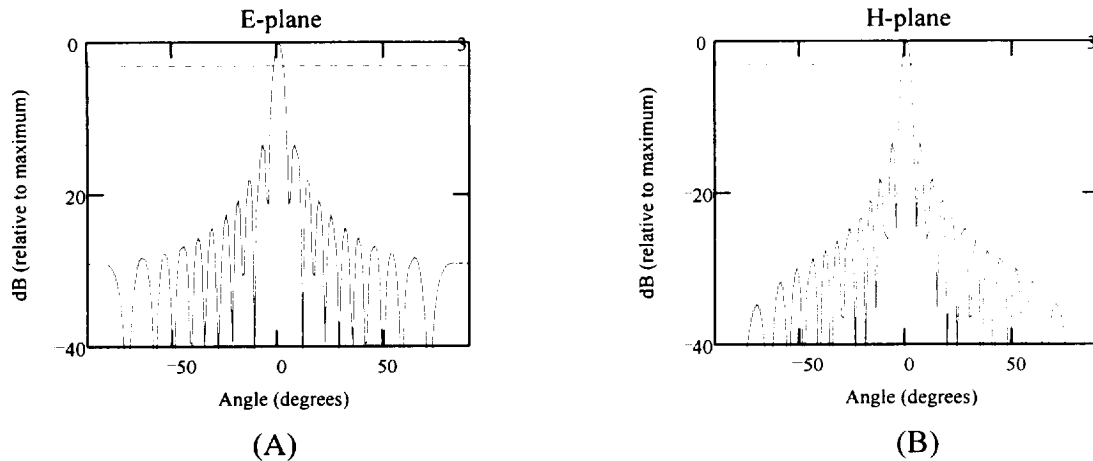 E-plane
0
3
−20
−40
dB (relative to maximum)
−50
0
50
Angle (degrees)
(A)
H-plane
0
3
−20
−40
dB (relative to maximum)
−50
0
50
Angle (degrees)
(B)